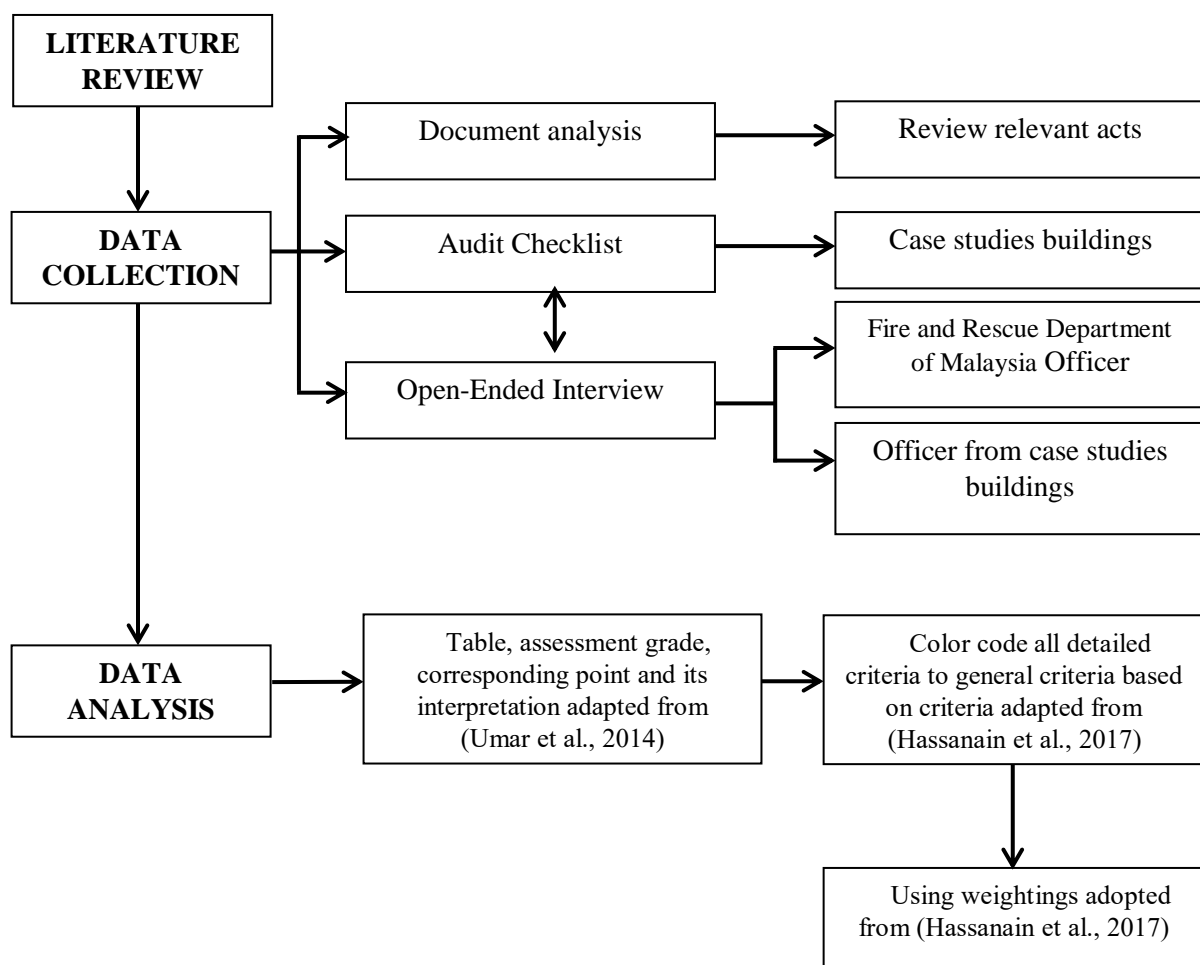 LITERATURE
REVIEW
Document analysis
Review relevant acts
DATA
COLLECTION
Audit Checklist
Case studies buildings
Open-Ended Interview
Fire and Rescue Department
of Malaysia Officer
Officer from case studies
buildings
DATA
ANALYSIS
Table, assessment grade,
corresponding point and its
interpretation adapted from
(Umar et al., 2014)
Color code all detailed
criteria to general criteria based
on criteria adapted from
(Hassanain et al., 2017)
Using weightings adopted
from (Hassanain et al., 2017)